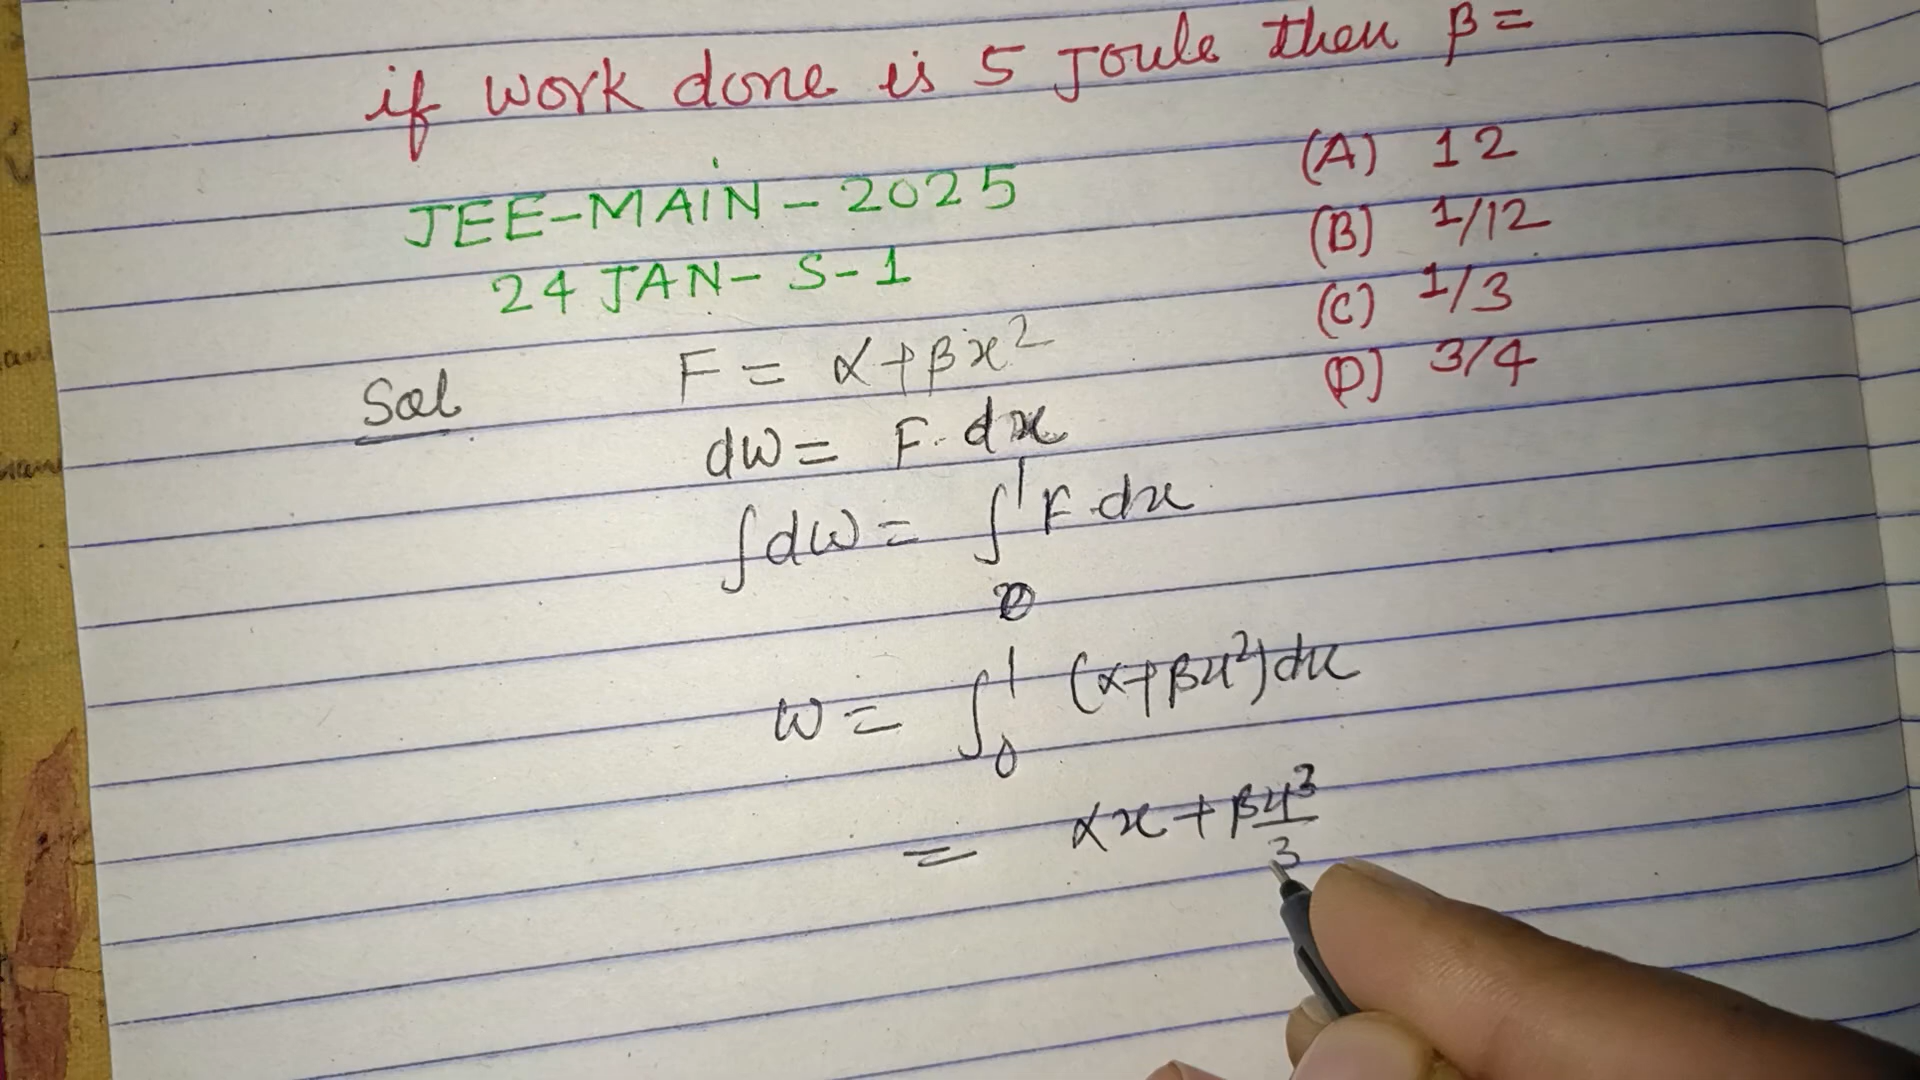 if work done is 5 Joule then β=
JEE-MAIN-2025
24 JAN- S-1
(A) 12
(B) 1/12
(C) 1/3
(D) 3/4
Sol F = α+βx²
dw = F. dx
∫dw = ∫₀¹ F.dx
w = ∫₀¹ (α+βx²)dx
= αx+βx³/3